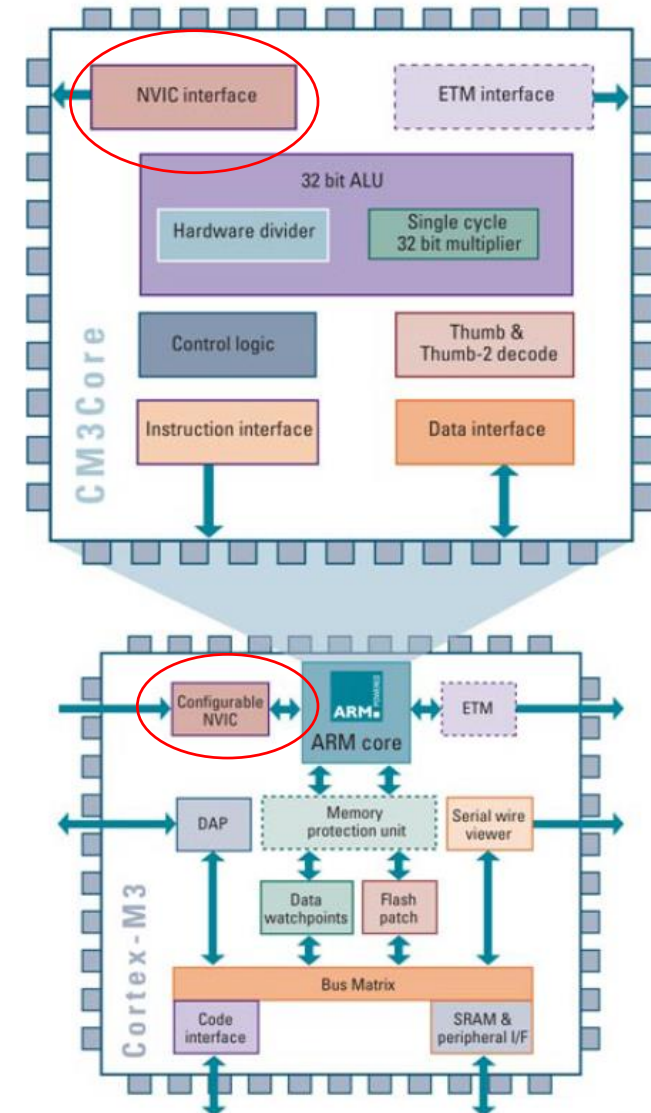 NVIC interface
ETM interface
32 bit ALU
Hardware divider
Single cycle
32 bit multiplier
Control logic
Thumb &
Thumb-2 decode
Instruction interface
Data interface
CM3Core
Configurable
NVIC
ARM
POWERED
ARM core
ETM
DAP
Memory
protection unit
Serial wire
viewer
Data
watchpoints
Flash
patch
Bus Matrix
Code
interface
SRAM &
peripheral I/F
Cortex-M3